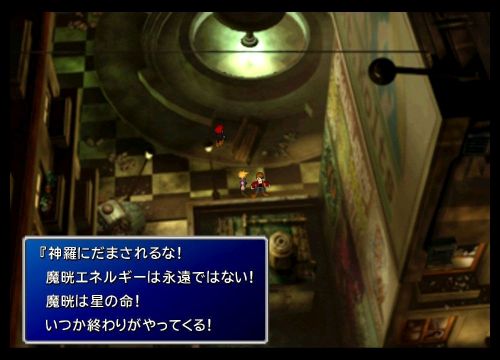 『神羅にだまされるな!
魔晄エネルギーは永遠ではない!
魔晄は星の命!
いつか終わりがやってくる!